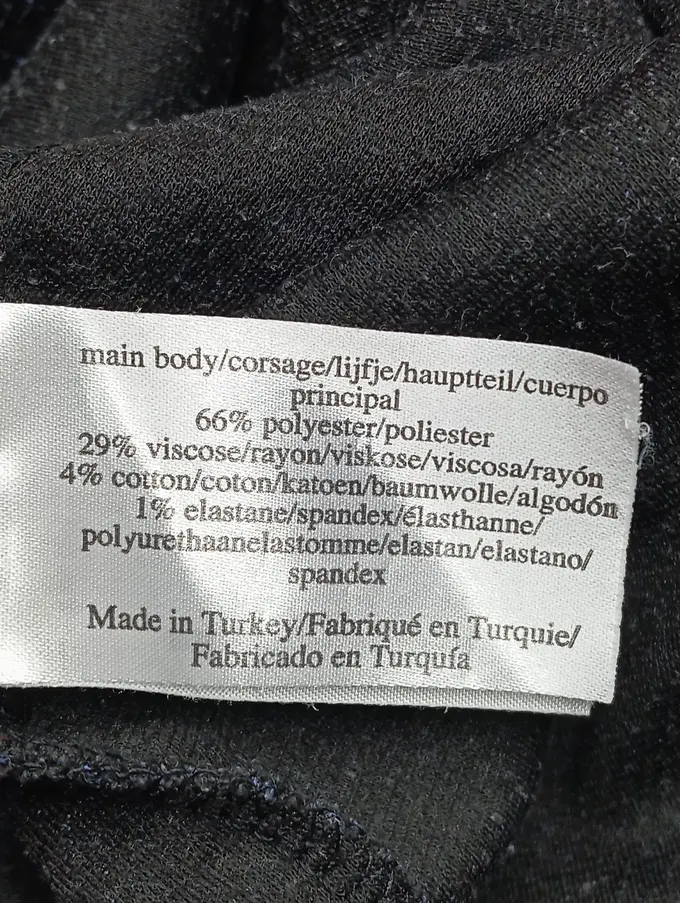 main body/corsage/lijfje/hauptteil/cuerpo
principal
66% polyester/poliester
29% viscose/rayon/viskose/viscosa/rayón
4% cotton/coton/katoen/baumwolle/algodón
1% elastane/spandex/élasthanne/
polyurethaanelastomme/elastan/elastano/
spandex
Made in Turkey/Fabriqué en Turquie/
Fabricado en Turquía